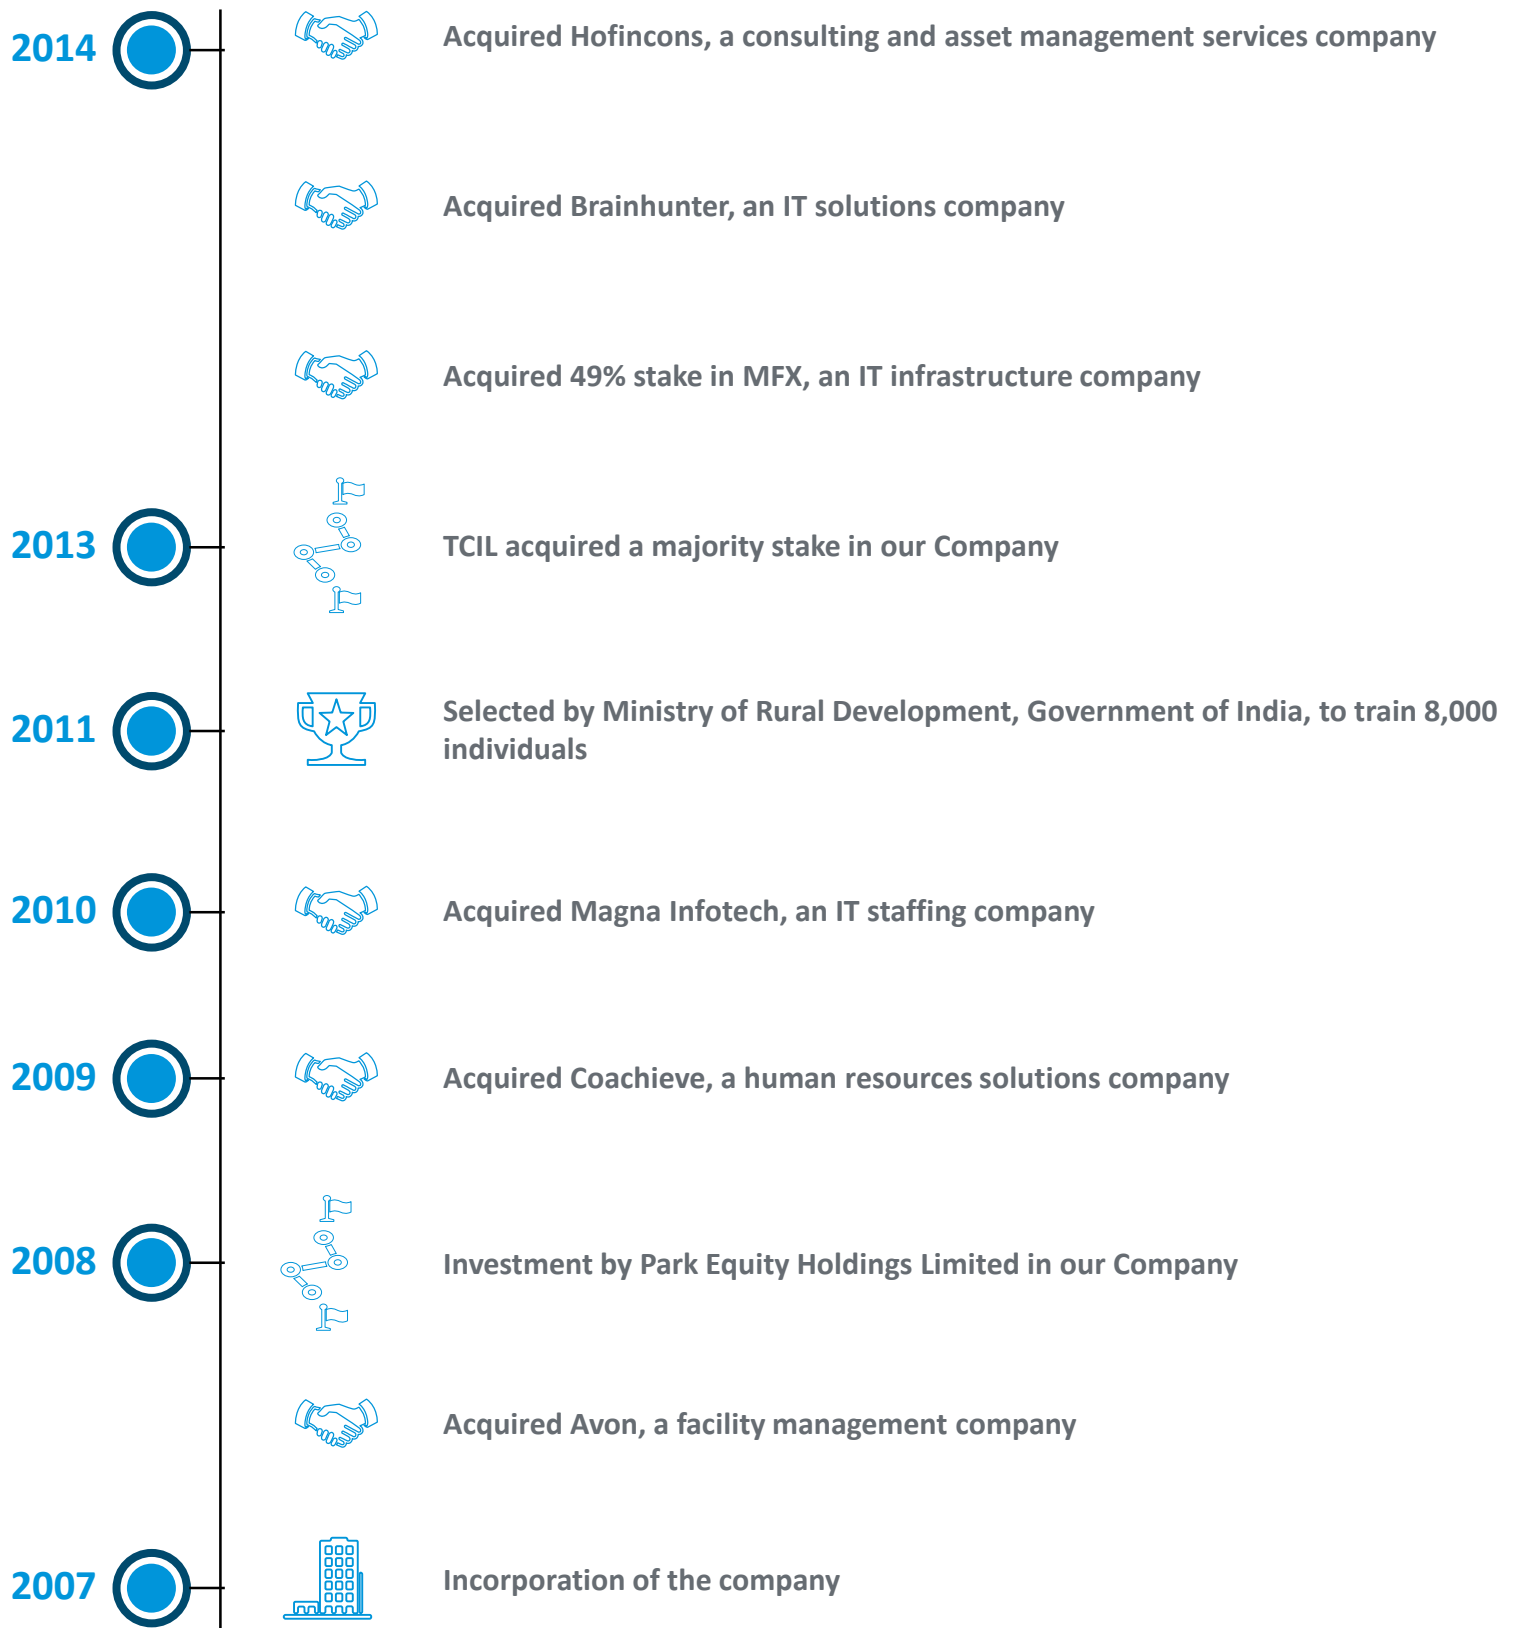 2014
Acquired Hofincons, a consulting and asset management services company
Acquired Brainhunter, an IT solutions company
Acquired 49% stake in MFX, an IT infrastructure company
2013
TCIL acquired a majority stake in our Company
2011
Selected by Ministry of Rural Development, Government of India, to train 8,000
individuals
2010
Acquired Magna Infotech, an IT staffing company
2009
Acquired Coachieve, a human resources solutions company
2008
Investment by Park Equity Holdings Limited in our Company
Acquired Avon, a facility management company
2007
Incorporation of the company